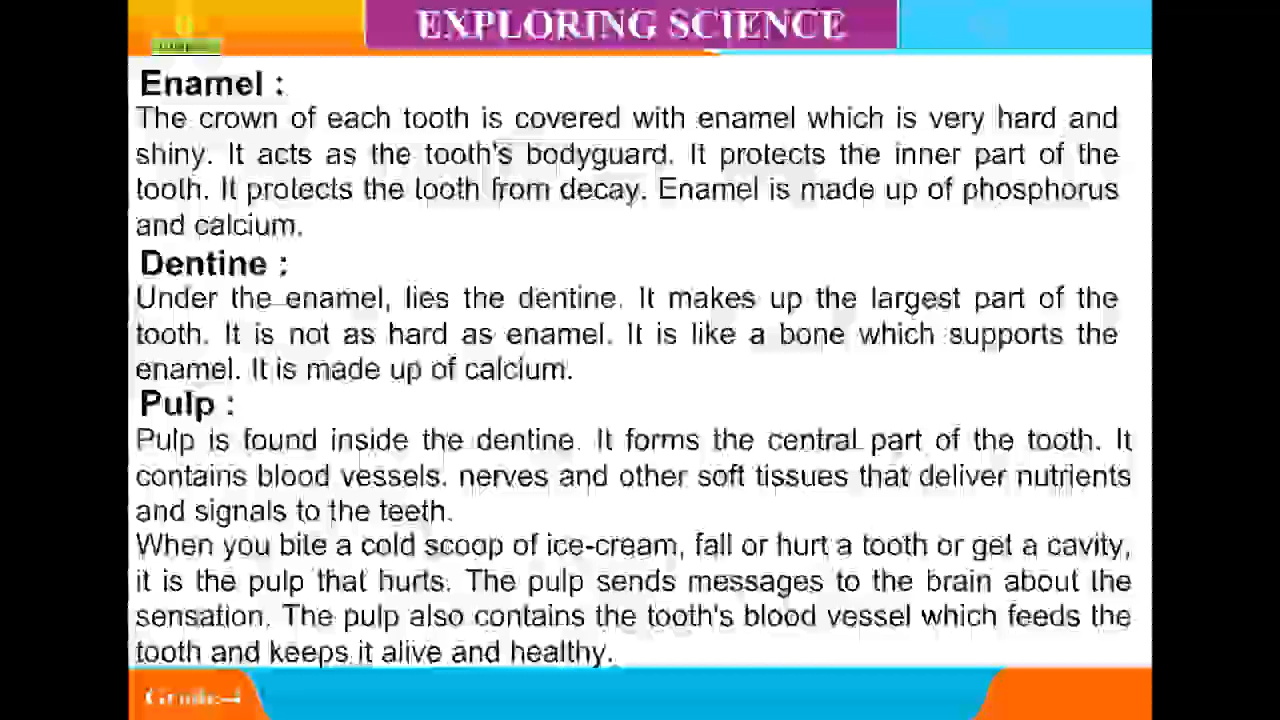 EXPLORING SCIENCE
Enamel :
The crown of each tooth is covered with enamel which is very hard and
shiny. It acts as the tooth's bodyguard. It protects the inner part of the
tooth. It protects the tooth from decay. Enamel is made up of phosphorus
and calcium.
Dentine :
Under the enamel, lies the dentine. It makes up the largest part of the
tooth. It is not as hard as enamel. It is like a bone which supports the
enamel. It is made up of calcium.
Pulp :
Pulp is found inside the dentine. It forms the central part of the tooth. It
contains blood vessels, nerves and other soft tissues that deliver nutrients
and signals to the teeth.
When you bite a cold scoop of ice-cream, fall or hurt a tooth or get a cavity,
it is the pulp that hurts. The pulp sends messages to the brain about the
sensation. The pulp also contains the tooth's blood vessel which feeds the
tooth and keeps it alive and healthy.
Grade-4